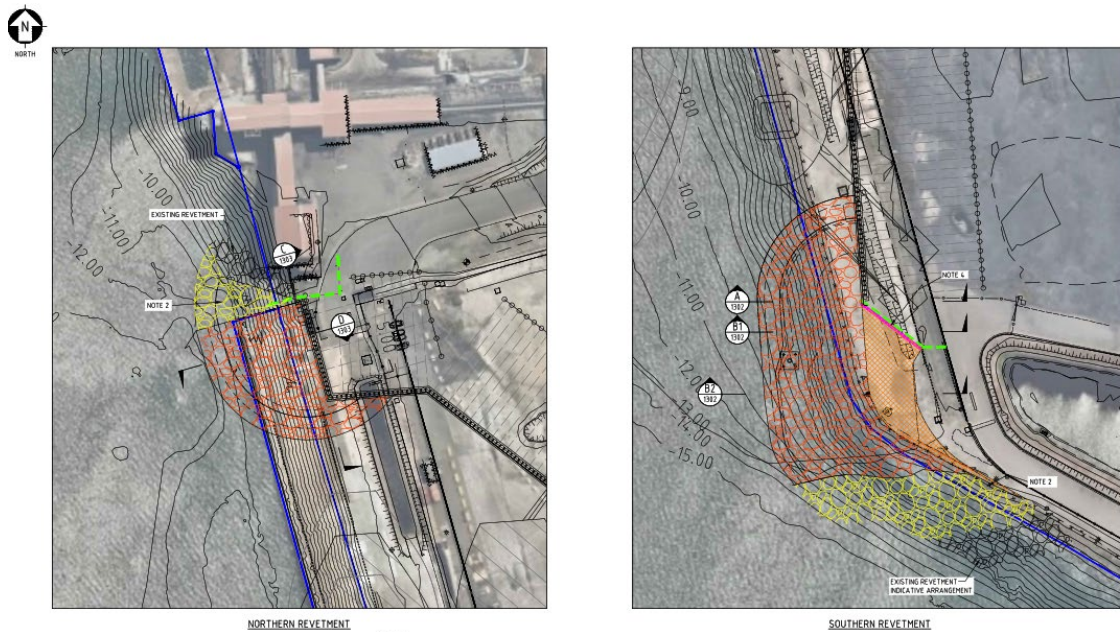 N
NORTH
-10.00
EXISTING REVETMENT
-11.00
-12.00
C
1303
NOTE 2
D
1303
NORTHERN REVETMENT
-9.00
-10.00
NOTE 4
A
1302
-11.00
B1
1302
-12.00
B2
1302
-13.00
-14.00
-15.00
NOTE 2
EXISTING REVETMENT
INDICATIVE ARRANGEMENT
SOUTHERN REVETMENT